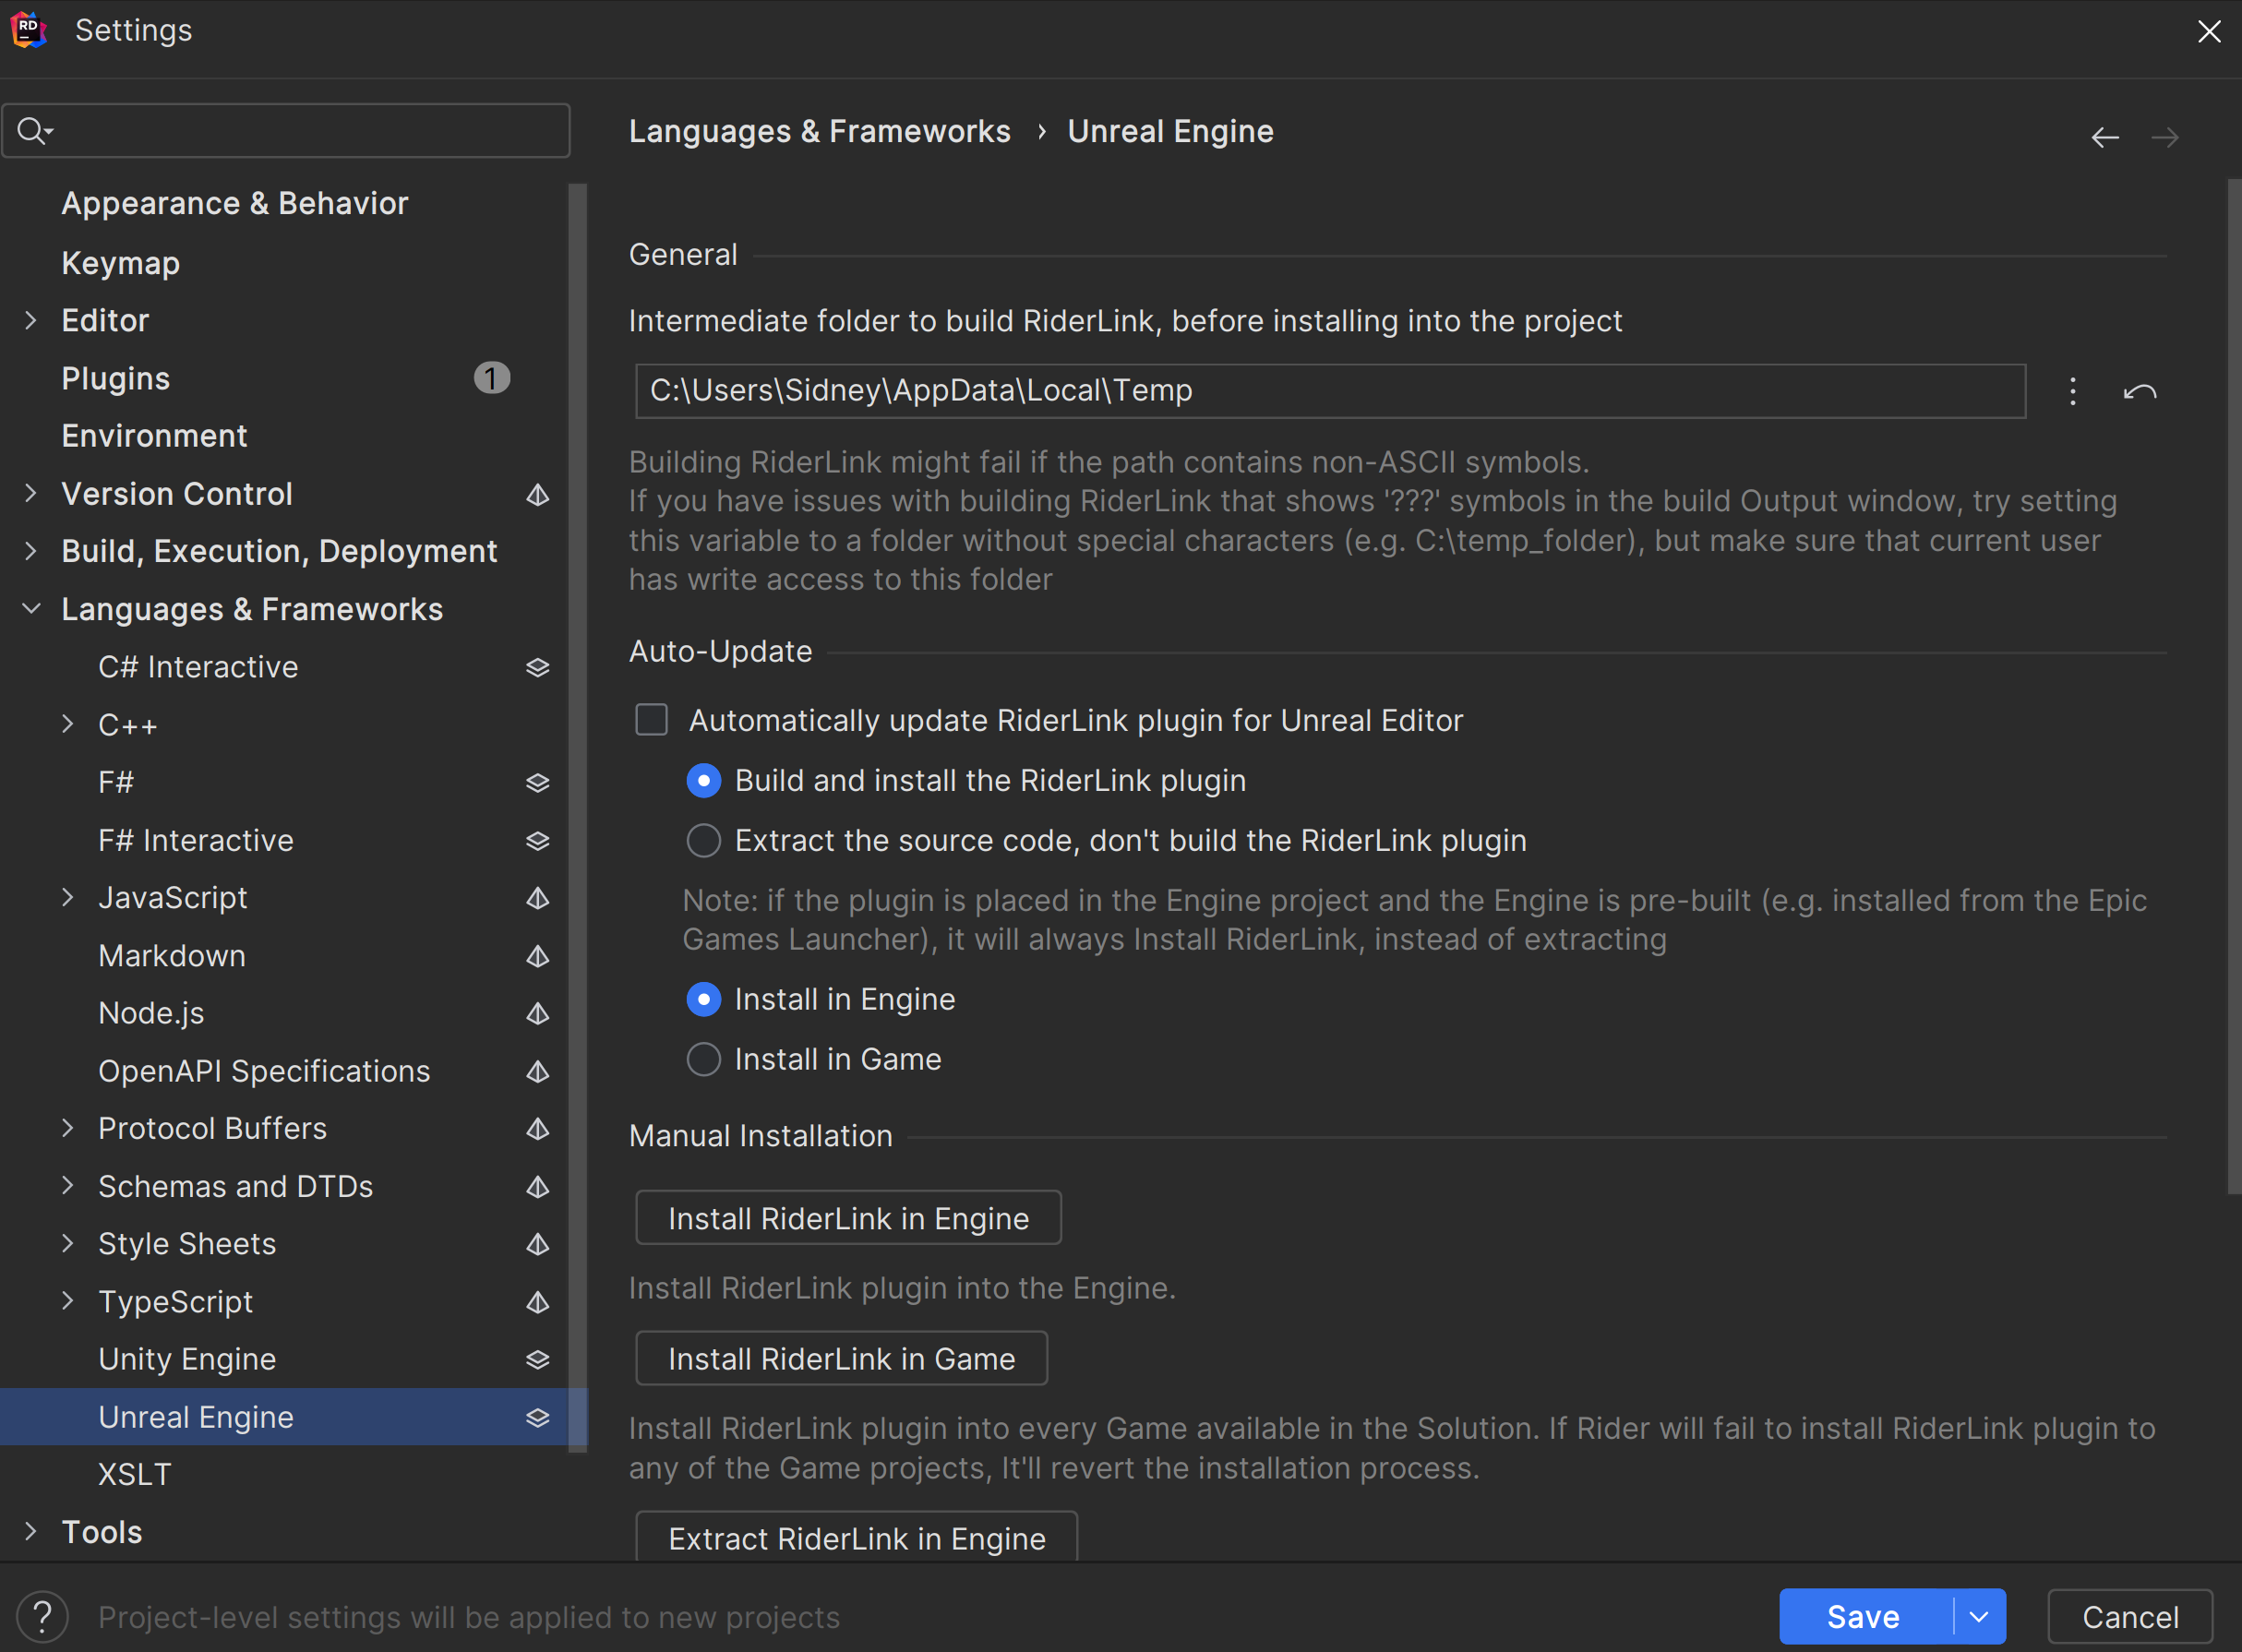 RD
Settings
Appearance & Behavior
Keymap
Editor
Plugins
1
Environment
Version Control
Build, Execution, Deployment
Languages & Frameworks
C# Interactive
C++
F#
F# Interactive
JavaScript
Markdown
Node.js
OpenAPI Specifications
Protocol Buffers
Schemas and DTDs
Style Sheets
TypeScript
Unity Engine
Unreal Engine
XSLT
Tools
Languages & Frameworks › Unreal Engine
General
Intermediate folder to build RiderLink, before installing into the project
C:\Users\Sidney\AppData\Local\Temp
Building RiderLink might fail if the path contains non-ASCII symbols.
If you have issues with building RiderLink that shows '???' symbols in the build Output window, try setting
this variable to a folder without special characters (e.g. C:\temp_folder), but make sure that current user
has write access to this folder
Auto-Update
Automatically update RiderLink plugin for Unreal Editor
Build and install the RiderLink plugin
Extract the source code, don't build the RiderLink plugin
Note: if the plugin is placed in the Engine project and the Engine is pre-built (e.g. installed from the Epic
Games Launcher), it will always Install RiderLink, instead of extracting
Install in Engine
Install in Game
Manual Installation
Install RiderLink in Engine
Install RiderLink plugin into the Engine.
Install RiderLink in Game
Install RiderLink plugin into every Game available in the Solution. If Rider will fail to install RiderLink plugin to
any of the Game projects, It'll revert the installation process.
Extract RiderLink in Engine
?
Project-level settings will be applied to new projects
Save
Cancel